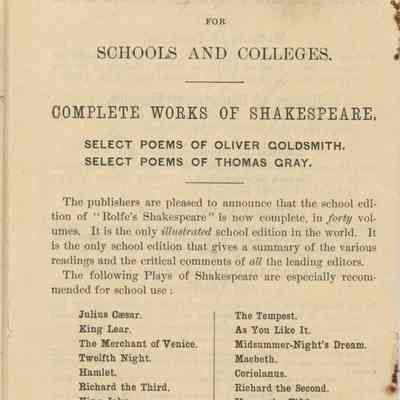 FOR
SCHOOLS AND COLLEGES.
COMPLETE WORKS OF SHAKESPEARE,
SELECT POEMS OF OLIVER GOLDSMITH.
SELECT POEMS OF THOMAS GRAY.
The publishers are pleased to announce that the school edi-
tion of "Rolfe's Shakespeare" is now complete, in forty vol-
umes. It is the only illustrated school edition in the world. It
is the only school edition that gives a summary of the various
readings and the critical comments of all the leading editors.
The following Plays of Shakespeare are especially recom-
mended for school use :
Julius Cæsar.
King Lear.
The Merchant of Venice.
Twelfth Night.
Hamlet.
Richard the Third.
The Tempest.
As You Like It.
Midsummer-Night's Dream.
Macbeth.
Coriolanus.
Richard the Second.